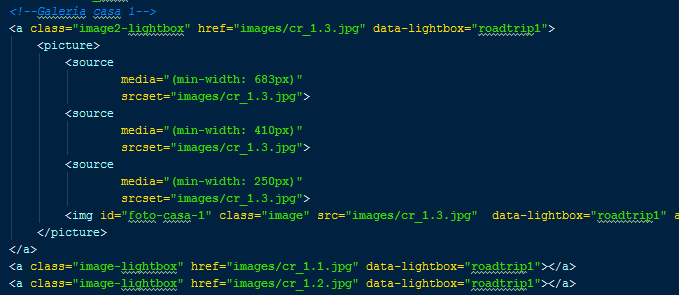 <!--Galería casa 1-->
<a class="image2-lightbox" href="images/cr_1.3.jpg" data-lightbox="roadtrip1">
<picture>
<source
media="(min-width: 683px)"
srcset="images/cr_1.3.jpg">
<source
media="(min-width: 410px)"
srcset="images/cr_1.3.jpg">
<source
media="(min-width: 250px)"
srcset="images/cr_1.3.jpg">
<img id="foto-casa-1" class="image" src="images/cr_1.3.jpg"  data-lightbox="roadtrip1" a
</picture>
</a>
<a class="image-lightbox" href="images/cr_1.1.jpg" data-lightbox="roadtrip1"></a>
<a class="image-lightbox" href="images/cr_1.2.jpg" data-lightbox="roadtrip1"></a>